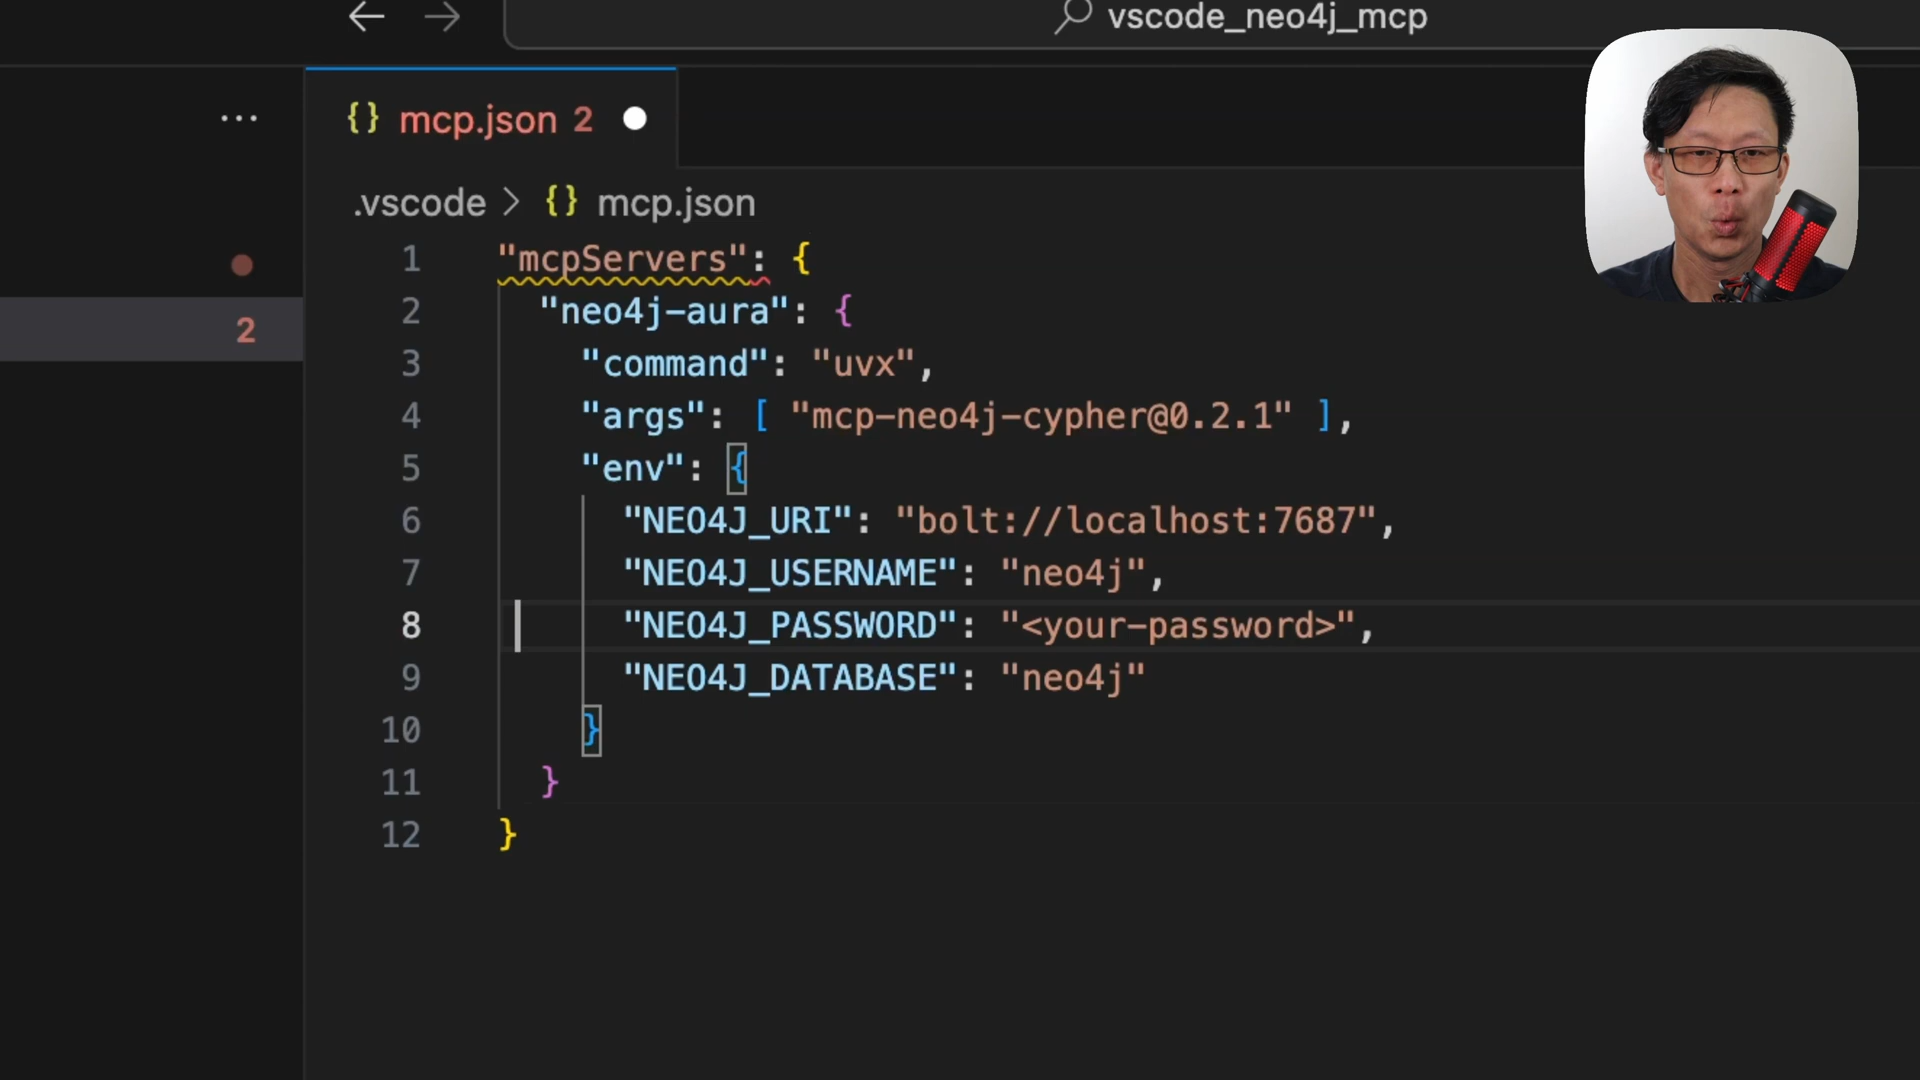 vscode_neo4j_mcp
{} mcp.json 2
.vscode > {} mcp.json
2
1 "mcpServers": {
2 "neo4j-aura": {
3 "command": "uvx",
4 "args": [ "mcp-neo4j-cypher@0.2.1" ],
5 "env": {
6 "NEO4J_URI": "bolt://localhost:7687",
7 "NEO4J_USERNAME": "neo4j",
8 "NEO4J_PASSWORD": "<your-password>",
9 "NEO4J_DATABASE": "neo4j"
10 }
11 }
12 }